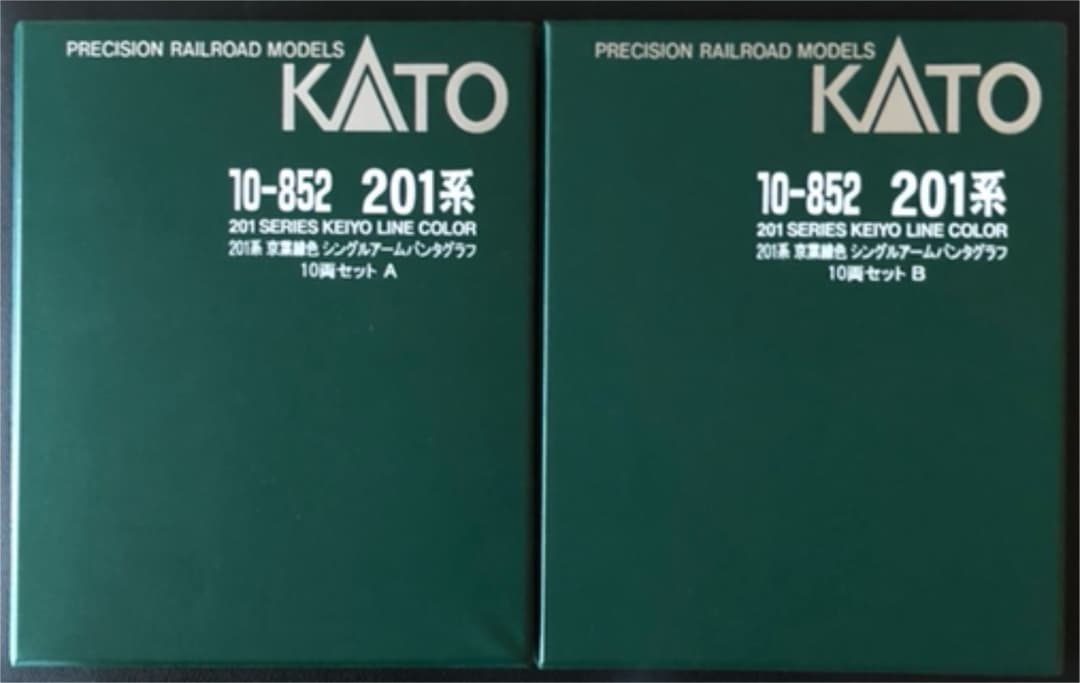 PRECISION RAILROAD MODELS
KATO
10-852 201系
201 SERIES KEIYO LINE COLOR
201系 京葉線色 シングルアームパンタグラフ
10両セット A
PRECISION RAILROAD MODELS
KATO
10-852 201系
201 SERIES KEIYO LINE COLOR
201系 京葉線色 シングルアームパンタグラフ
10両セット B